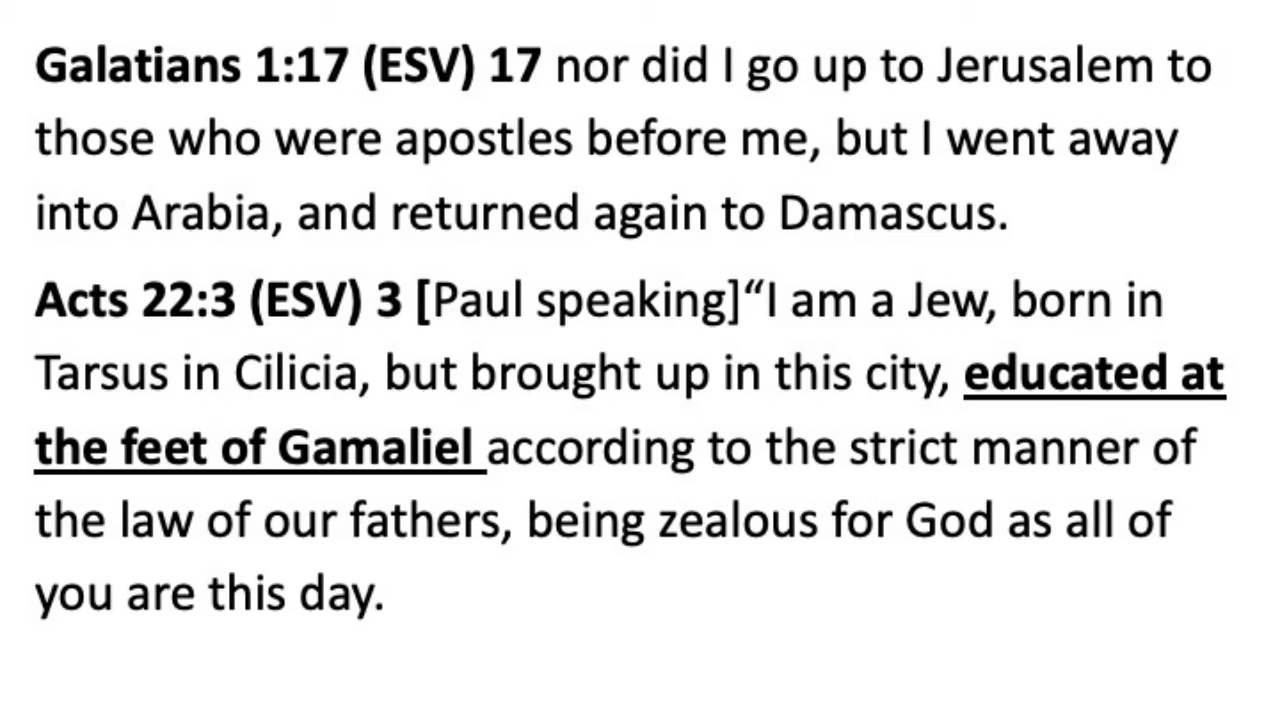 Galatians 1:17 (ESV) 17 nor did I go up to Jerusalem to
those who were apostles before me, but I went away
into Arabia, and returned again to Damascus.
Acts 22:3 (ESV) 3 [Paul speaking]“I am a Jew, born in
Tarsus in Cilicia, but brought up in this city, educated at
the feet of Gamaliel according to the strict manner of
the law of our fathers, being zealous for God as all of
you are this day.